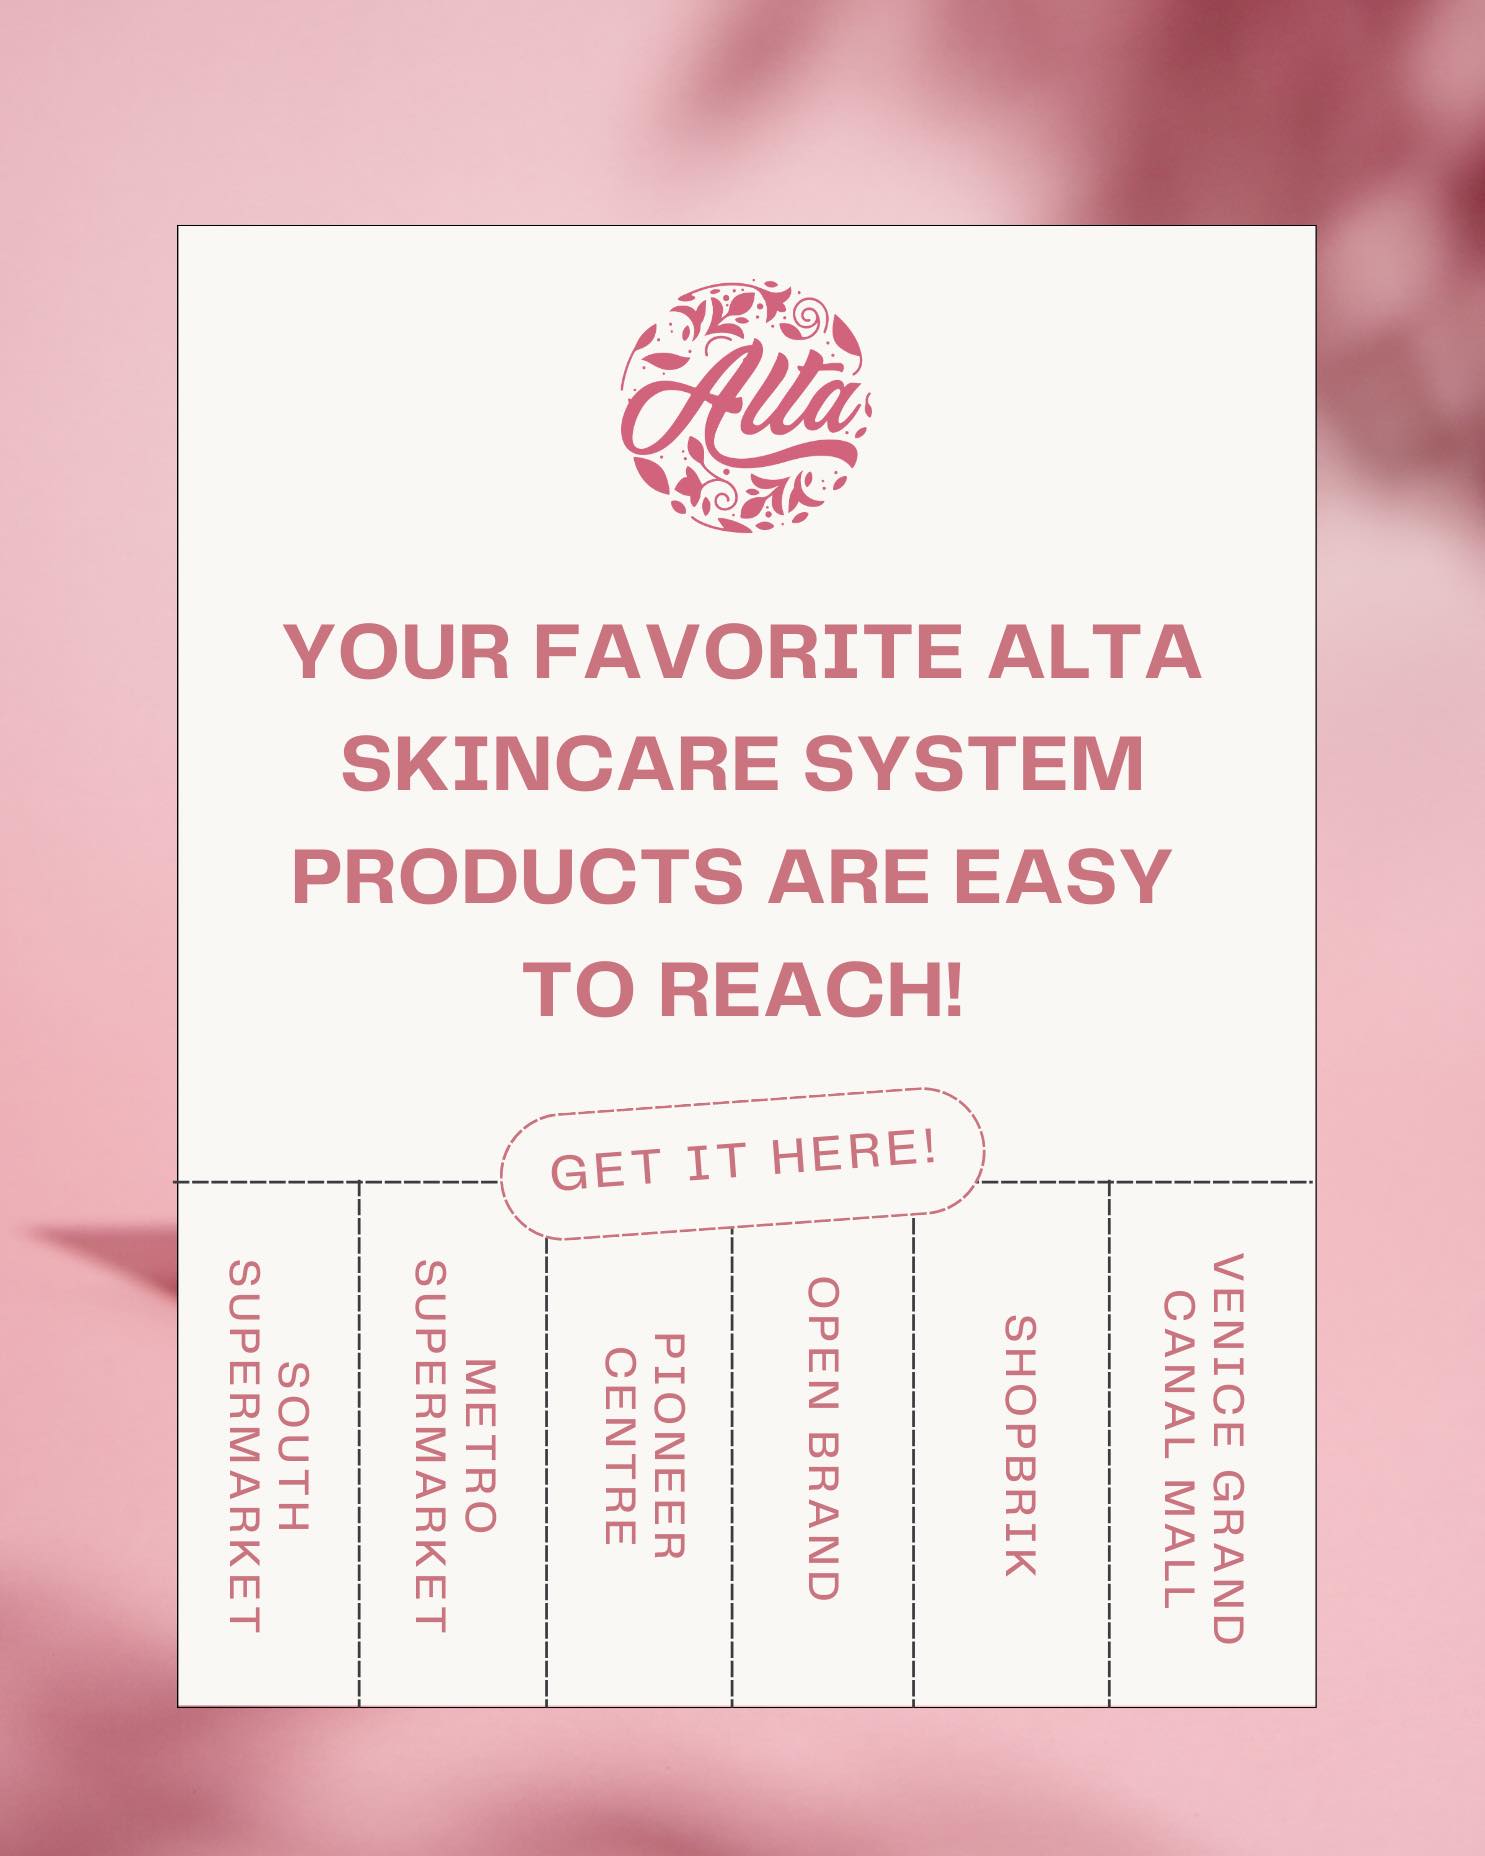 Alta
YOUR FAVORITE ALTA
SKINCARE SYSTEM
PRODUCTS ARE EASY
TO REACH!
GET IT HERE!
SOUTH
SUPERMARKET
METRO
SUPERMARKET
PIONEER
CENTRE
OPEN BRAND
SHOPBRIK
VENICE GRAND
CANAL MALL